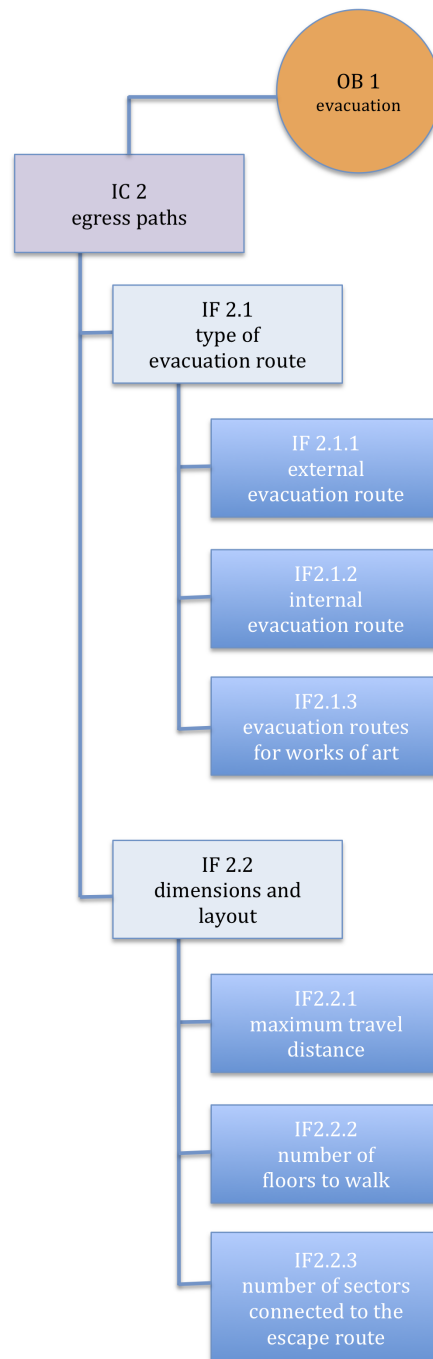 OB 1
evacuation
IC 2
egress paths
IF 2.1
type of
evacuation route
IF 2.1.1
external
evacuation route
IF2.1.2
internal
evacuation route
IF2.1.3
evacuation routes
for works of art
IF 2.2
dimensions and
layout
IF2.2.1
maximum travel
distance
IF2.2.2
number of
floors to walk
IF2.2.3
number of sectors
connected to the
escape route